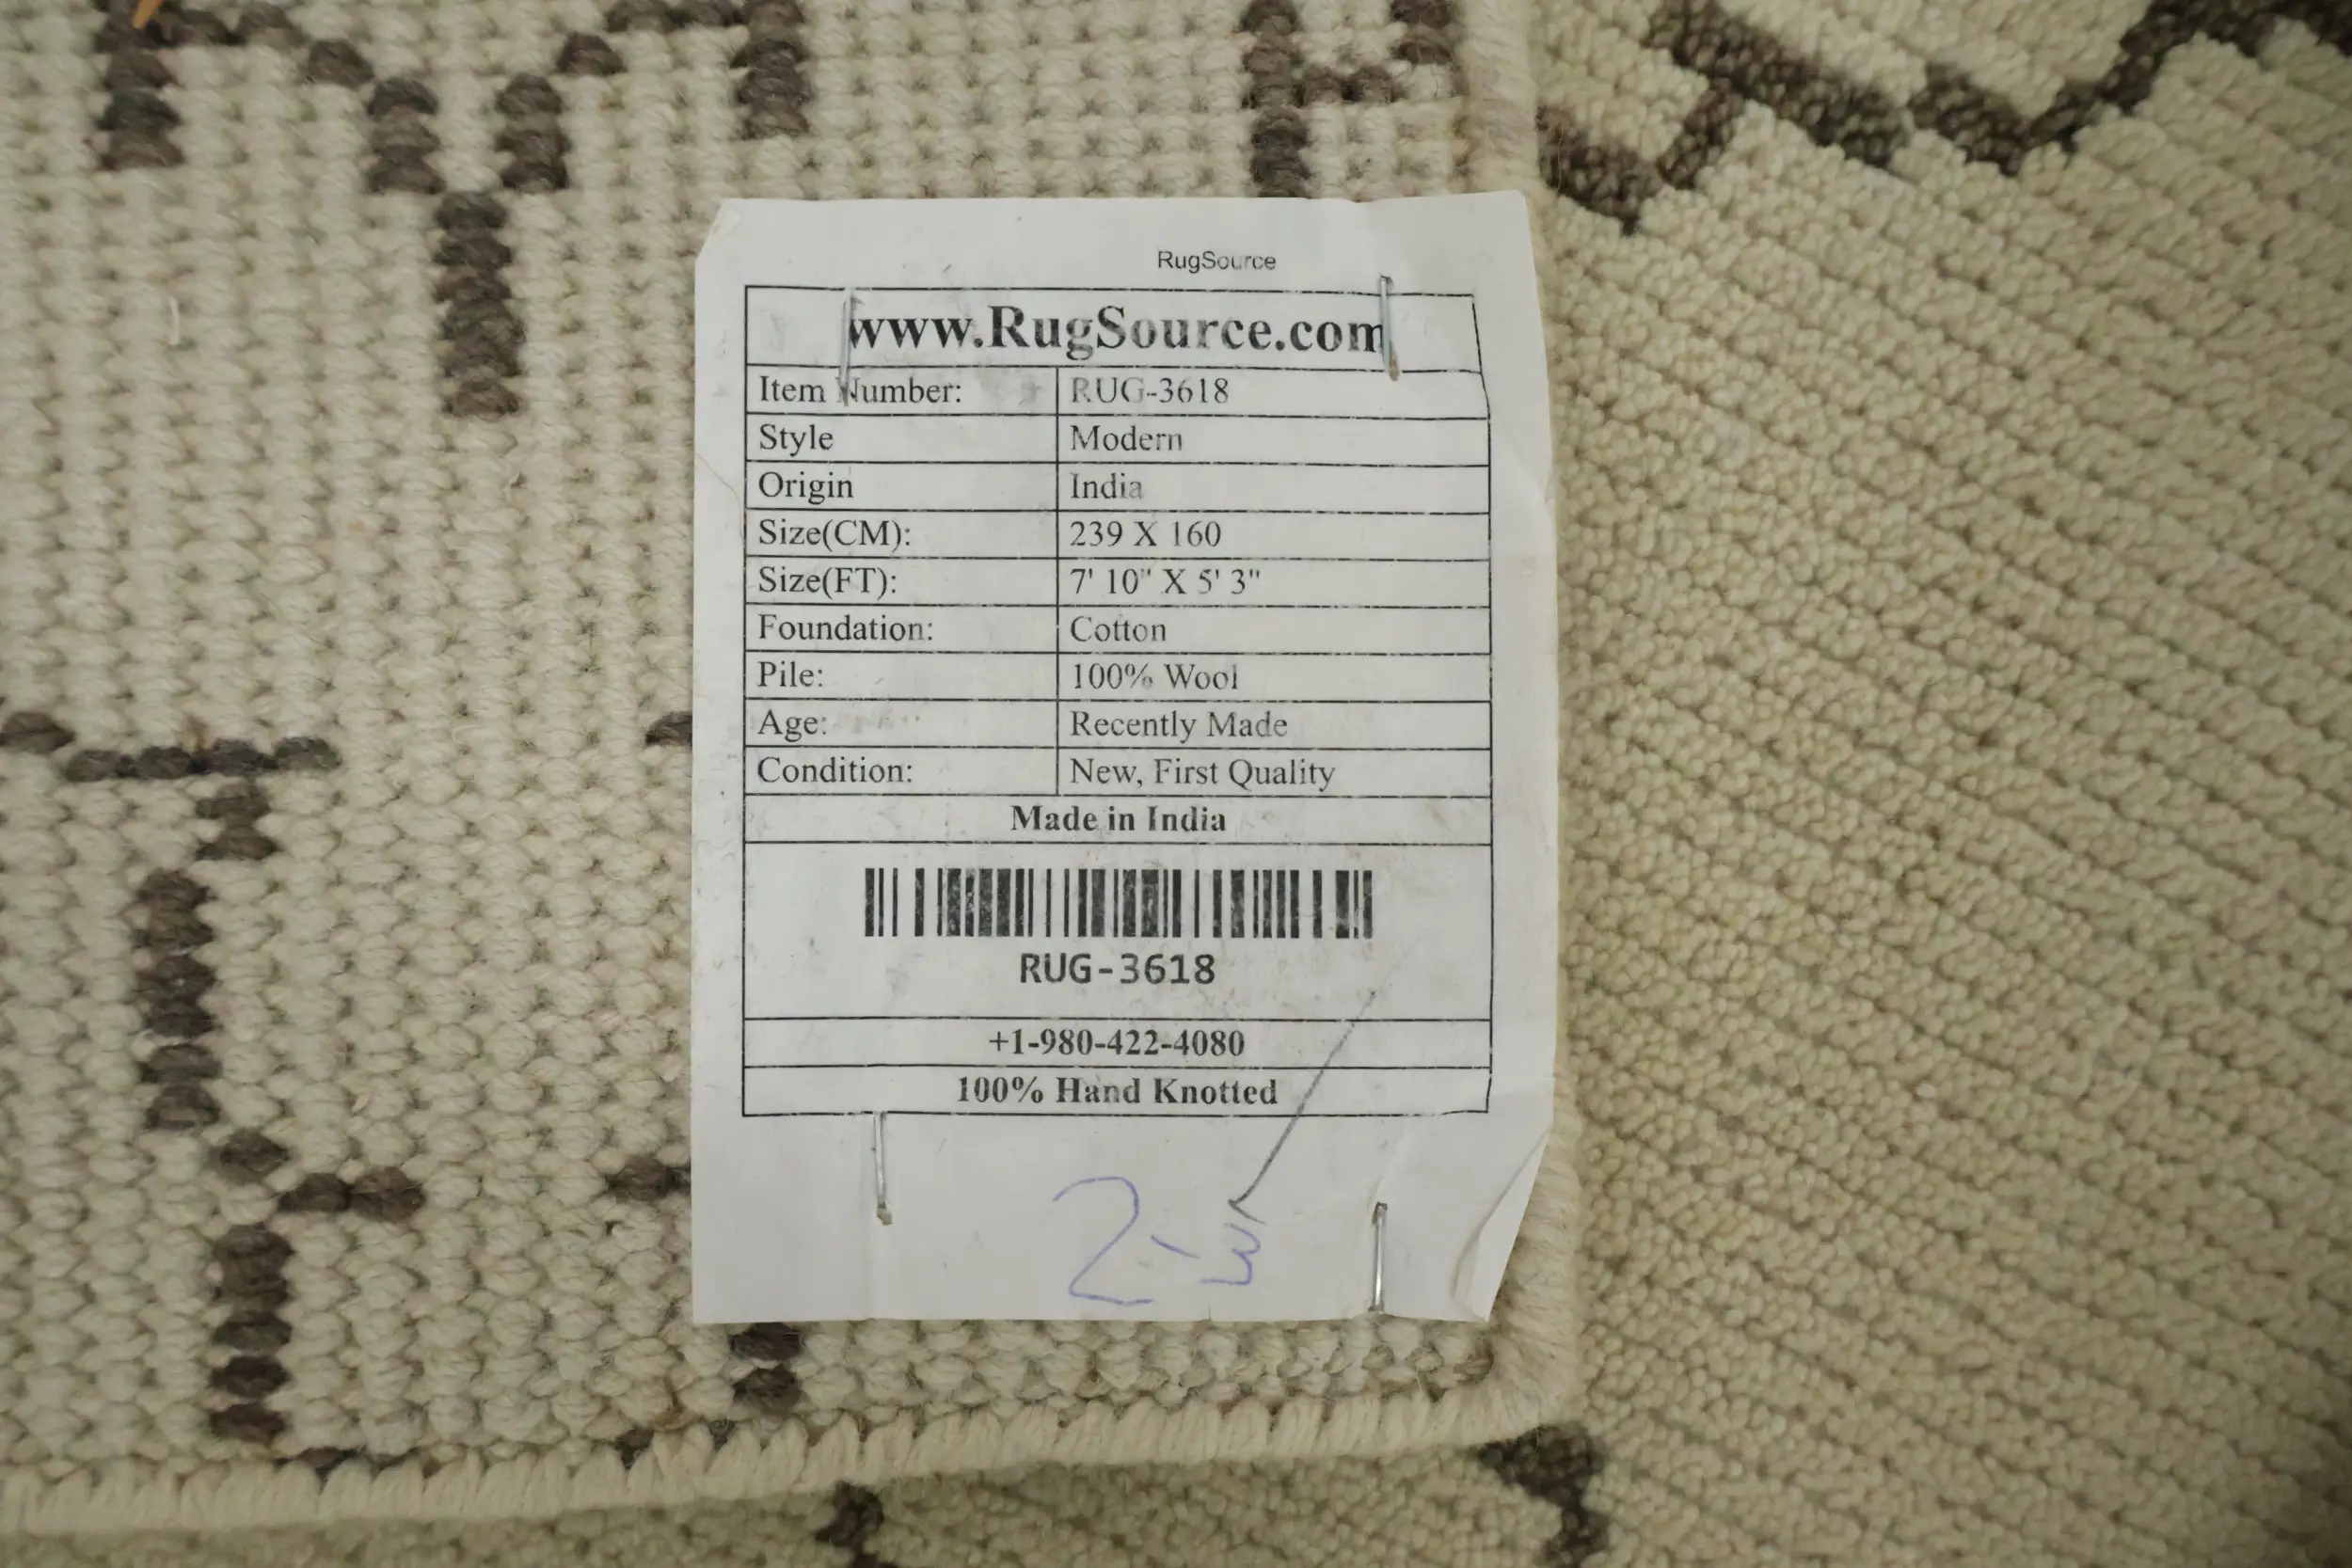 RugSource
www.RugSource.com
Item Number: RUG-3618
Style Modern
Origin India
Size(CM): 239 X 160
Size(FT): 7' 10" X 5' 3"
Foundation: Cotton
Pile: 100% Wool
Age: Recently Made
Condition: New, First Quality
Made in India
RUG-3618
+1-980-422-4080
100% Hand Knotted